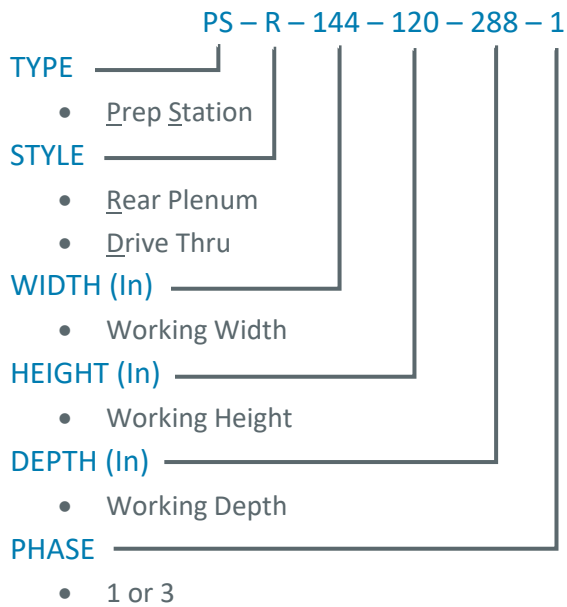 PS – R – 144 – 120 – 288 – 1
TYPE
• Prep Station
STYLE
• Rear Plenum
• Drive Thru
WIDTH (In)
• Working Width
HEIGHT (In)
• Working Height
DEPTH (In)
• Working Depth
PHASE
• 1 or 3